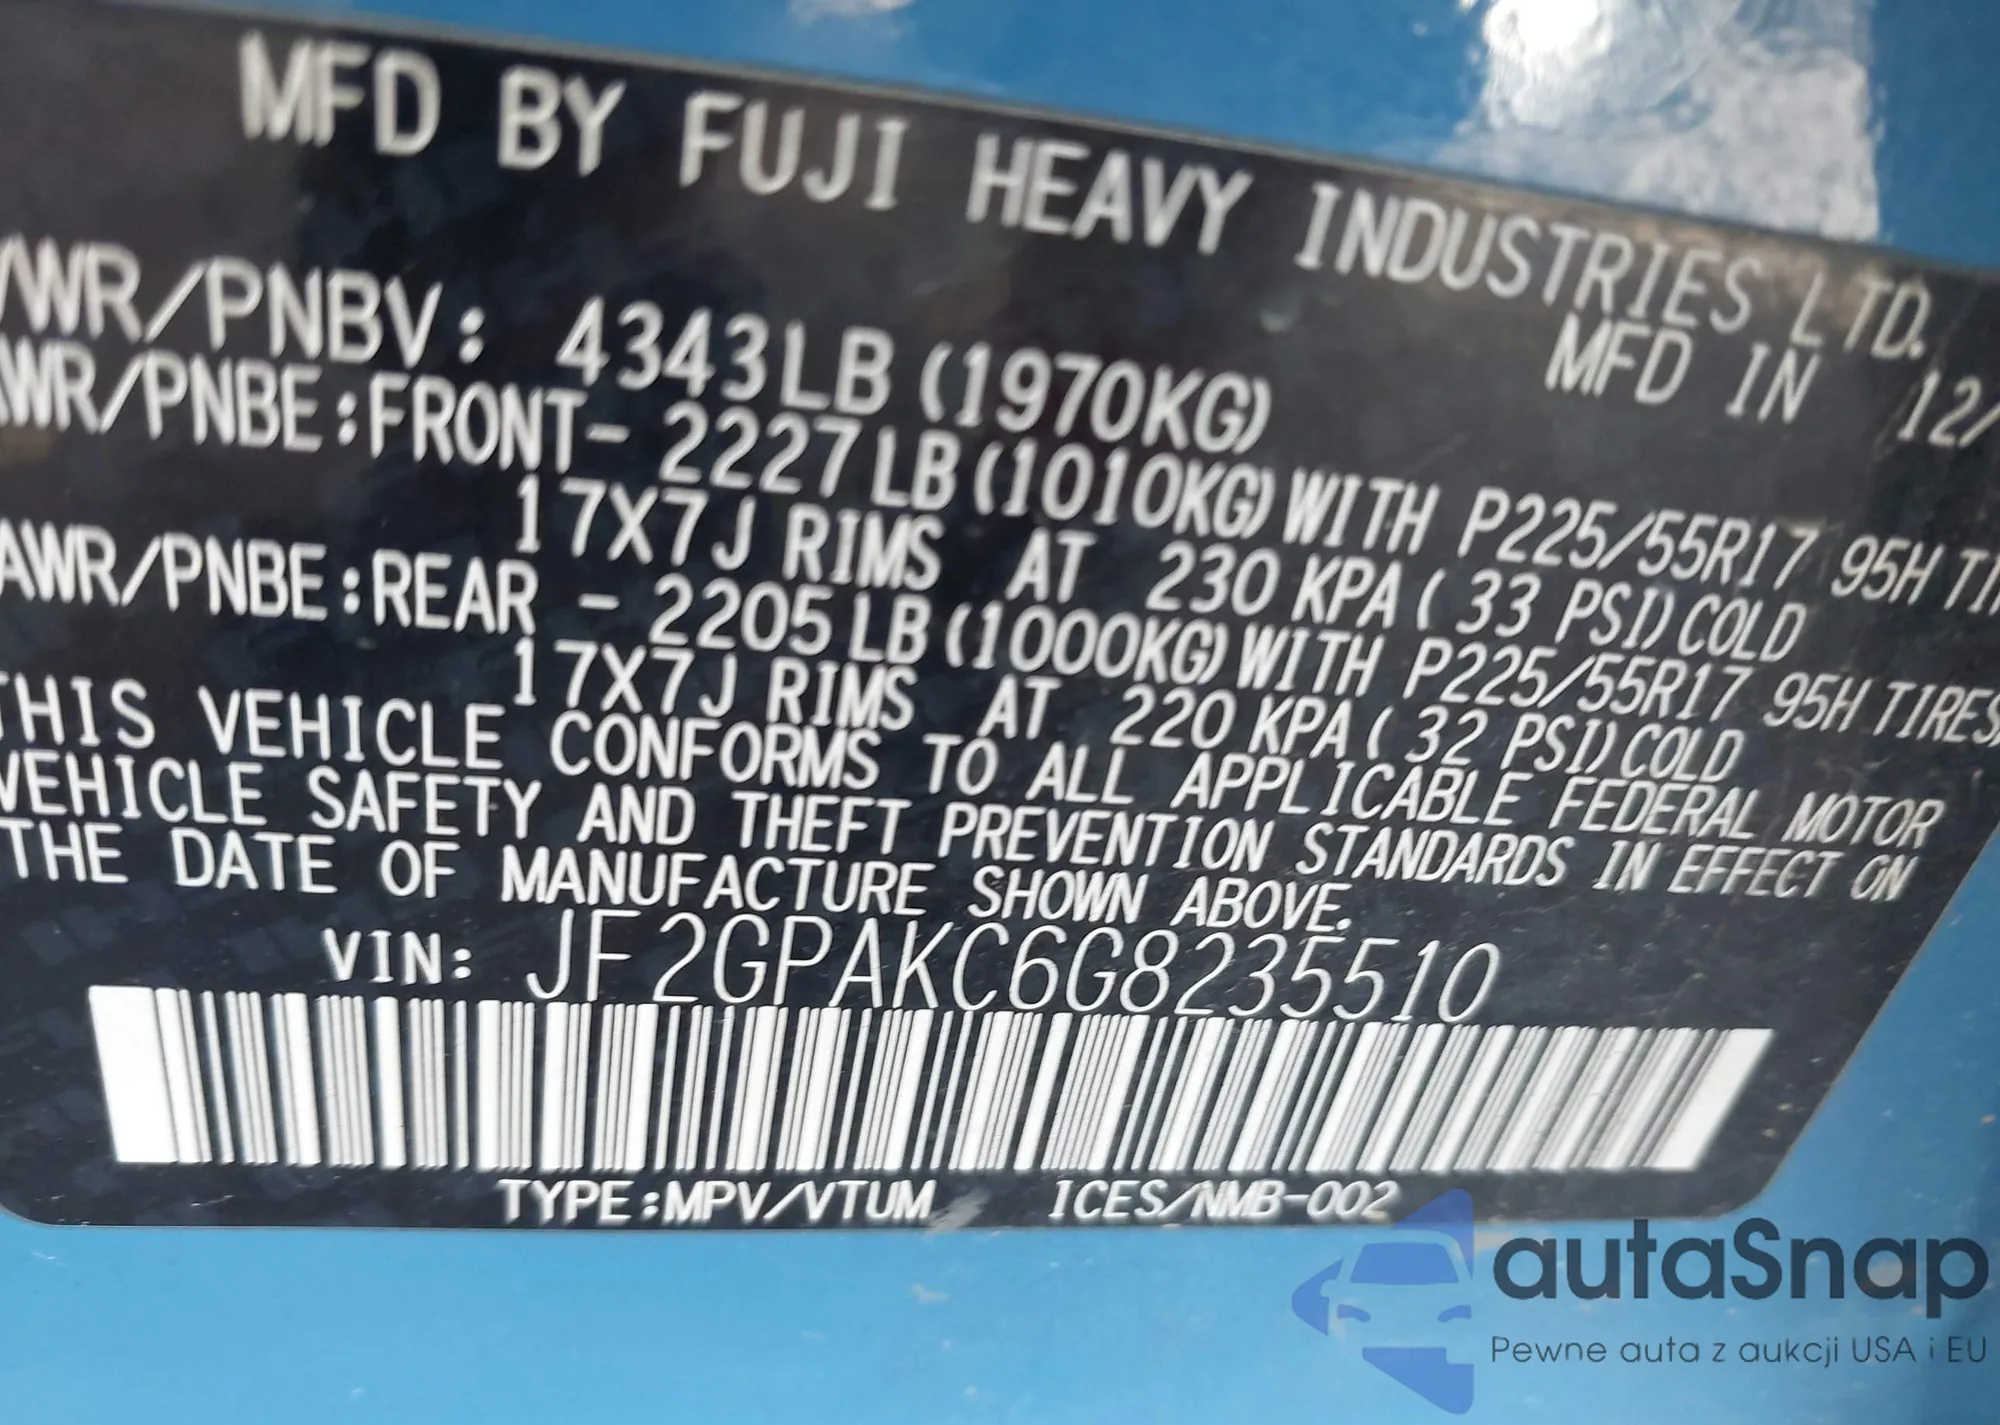 MFD BY FUJI HEAVY INDUSTRIES LTD.
MFD IN 12/
VWR/PNBV: 4343LB (1970KG)
AWR/PNBE:FRONT- 2227LB (1010KG) WITH P225/55R17 95H TI
17X7J RIMS AT 230 KPA ( 33 PSI) COLD
AWR/PNBE:REAR - 2205LB (1000KG) WITH P225/55R17 95H TIRES,
17X7J RIMS AT 220 KPA ( 32 PSI) COLD
THIS VEHICLE CONFORMS TO ALL APPLICABLE FEDERAL MOTOR
VEHICLE SAFETY AND THEFT PREVENTION STANDARDS IN EFFECT ON
THE DATE OF MANUFACTURE SHOWN ABOVE.
VIN: JF2GPAKC6G8235510
TYPE:MPV/VTUM ICES/NMB-002
autaSnap
Pewne auta z aukcji USA i EU